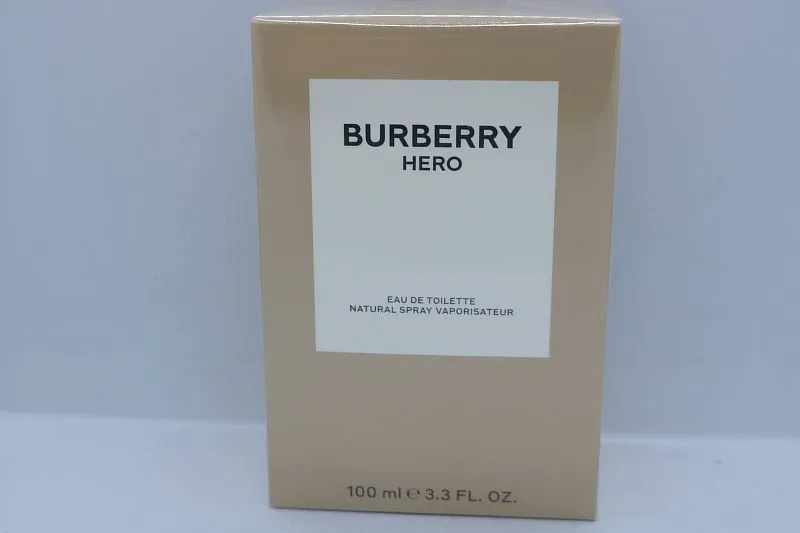 BURBERRY
HERO
EAU DE TOILETTE
NATURAL SPRAY VAPORISATEUR
100 ml ℮ 3.3 FL. OZ.